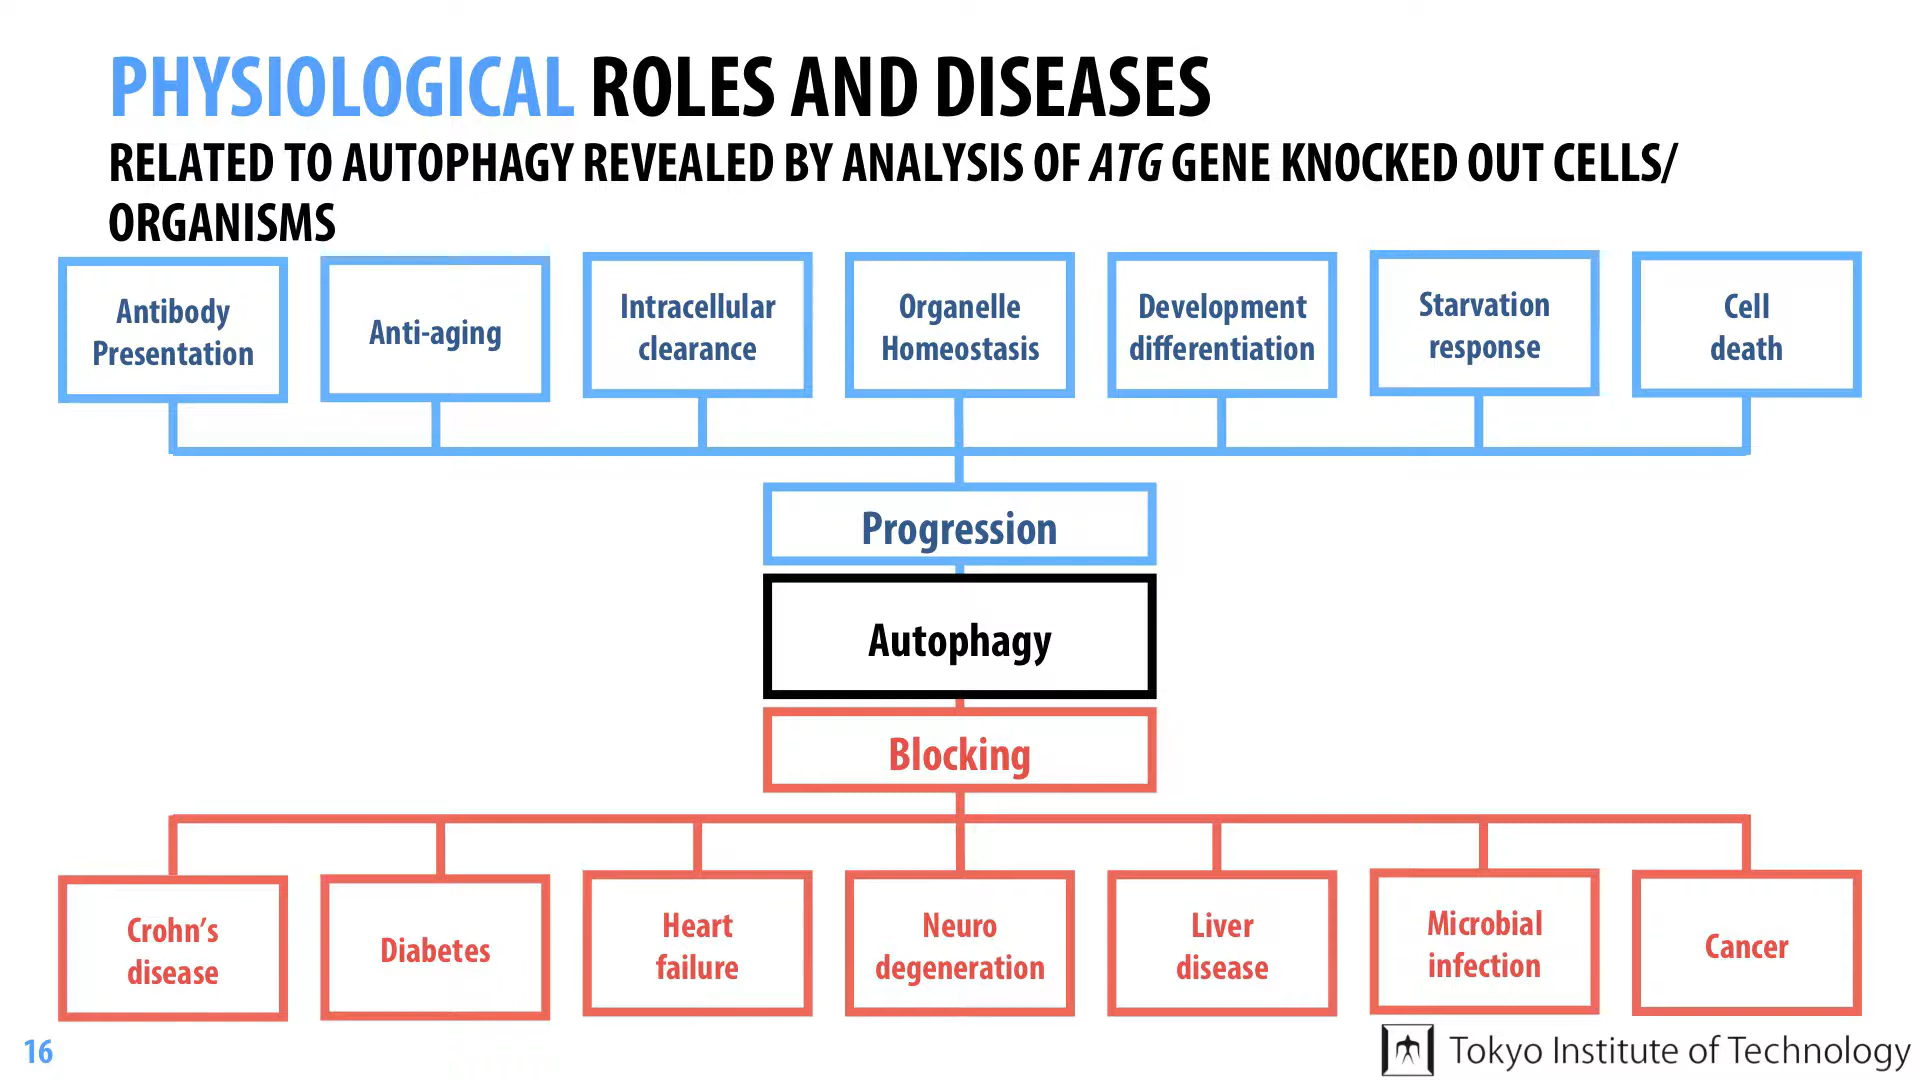 PHYSIOLOGICAL ROLES AND DISEASES
RELATED TO AUTOPHAGY REVEALED BY ANALYSIS OF ATG GENE KNOCKED OUT CELLS/
ORGANISMS
Antibody
Presentation
Anti-aging
Intracellular
clearance
Organelle
Homeostasis
Development
differentiation
Starvation
response
Cell
death
Progression
Autophagy
Blocking
Crohn’s
disease
Diabetes
Heart
failure
Neuro
degeneration
Liver
disease
Microbial
infection
Cancer
16
Tokyo Institute of Technology